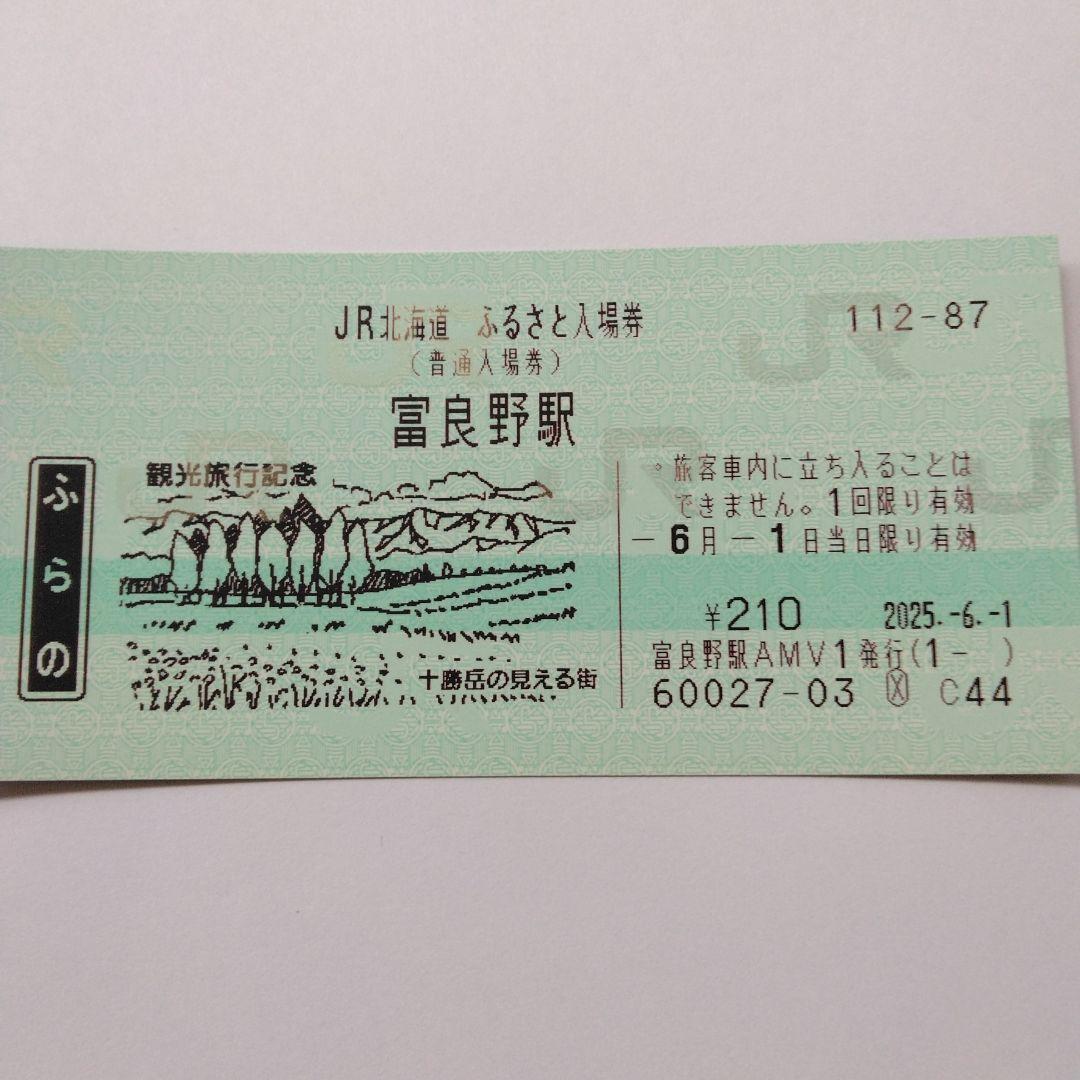 JR北海道 ふるさと入場券
112-87
(普通入場券)
富良野駅
ふらの
観光旅行記念
十勝岳の見える街
・旅客車内に立ち入ることは
できません。1回限り有効
-6月-1日当日限り有効
¥210 2025.-6.-1
富良野駅AMV1発行(1- )
60027-03 ⓧ C44